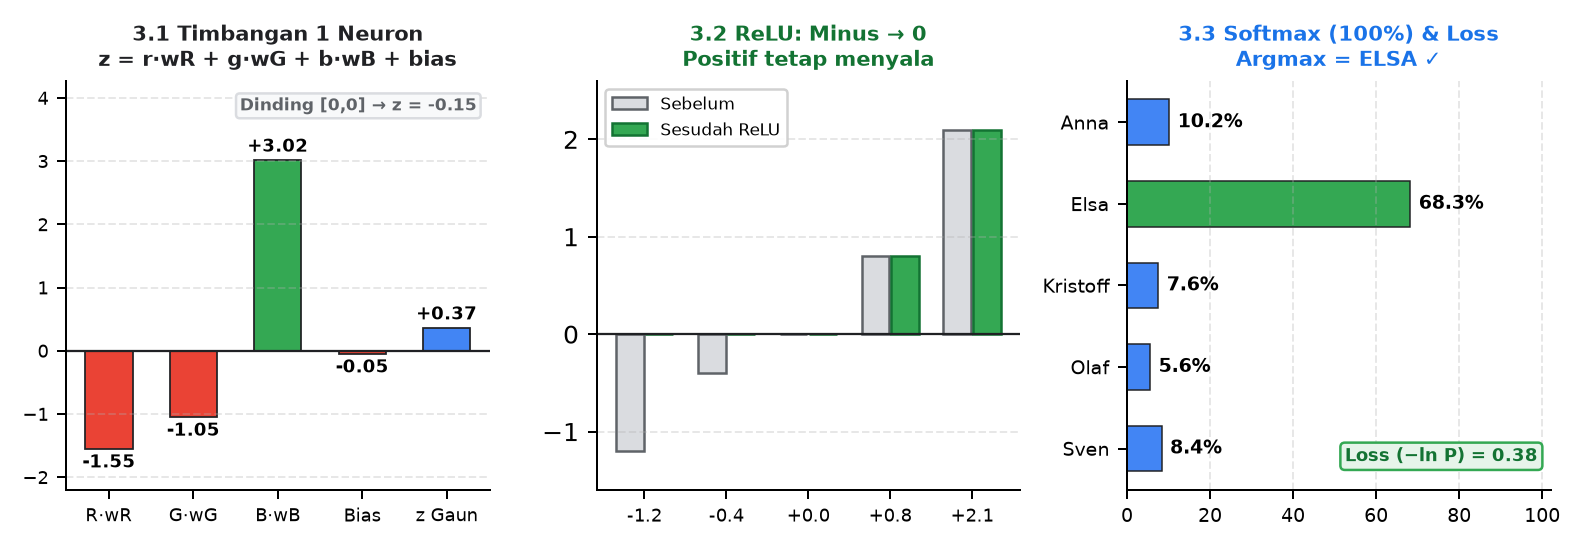 3.1 Timbangan 1 Neuron
z = r·wR + g·wG + b·wB + bias
Dinding [0,0] → z = -0.15
4
3
2
1
0
−1
−2
+3.02
+0.37
-0.05
-1.05
-1.55
R·wR
G·wG
B·wB
Bias
z Gaun
3.2 ReLU: Minus → 0
Positif tetap menyala
Sebelum
Sesudah ReLU
2
1
0
−1
-1.2
-0.4
+0.0
+0.8
+2.1
3.3 Softmax (100%) & Loss
Argmax = ELSA ✓
Anna
10.2%
Elsa
68.3%
Kristoff
7.6%
Olaf
5.6%
Sven
8.4%
Loss (−ln P) = 0.38
0
20
40
60
80
100